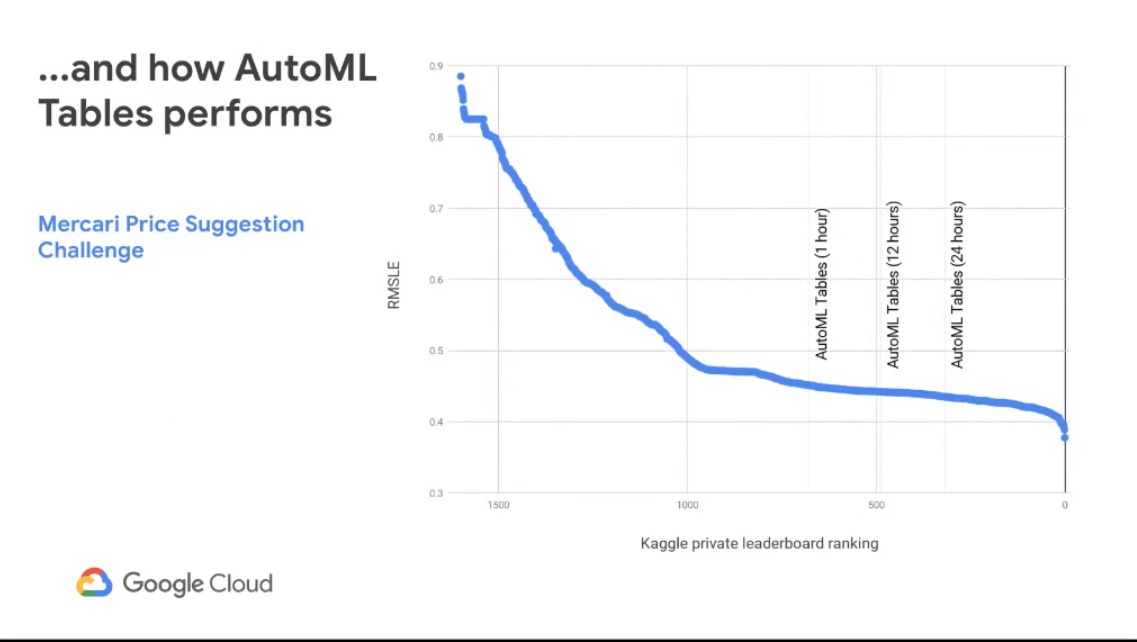 ...and how AutoML
Tables performs
Mercari Price Suggestion
Challenge
0.9
0.8
0.7
0.6
0.5
0.4
0.3
RMSLE
AutoML Tables (1 hour)
AutoML Tables (12 hours)
AutoML Tables (24 hours)
1500
1000
500
0
Kaggle private leaderboard ranking
Google Cloud